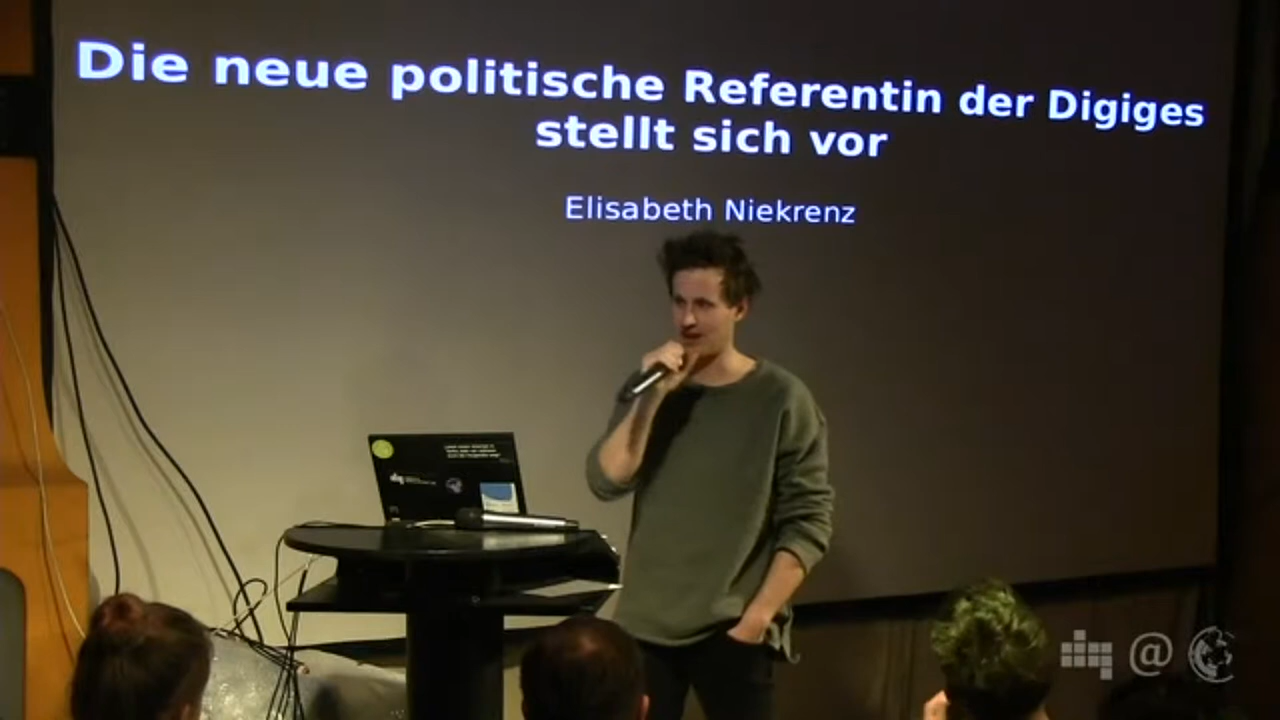 Die neue politische Referentin der Digiges
stellt sich vor
Elisabeth Niekrenz
@